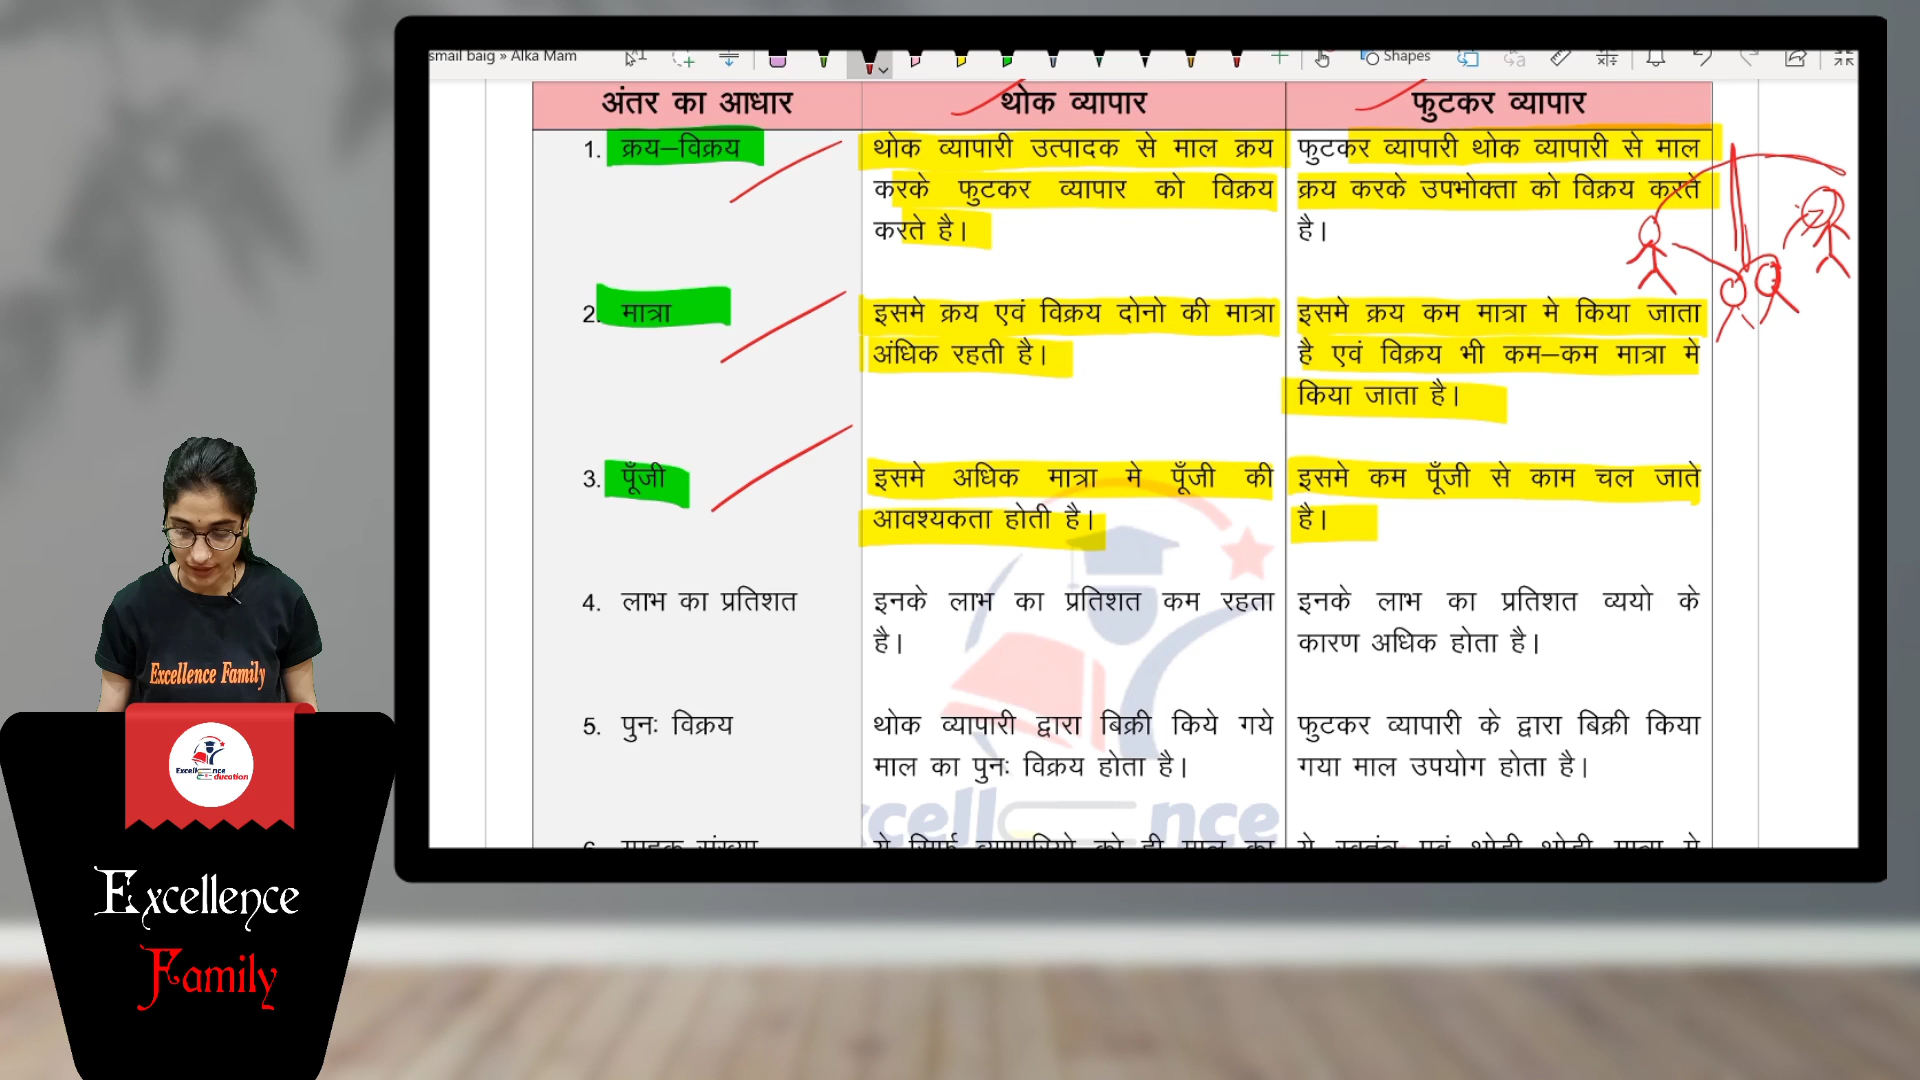 smail baig » Alka Mam
Shapes
अंतर का आधार थोक व्यापार फुटकर व्यापार
1. क्रय–विक्रय थोक व्यापारी उत्पादक से माल क्रय फुटकर व्यापारी थोक व्यापारी से माल
करके फुटकर व्यापार को विक्रय क्रय करके उपभोक्ता को विक्रय करते
करते है। है।
2. मात्रा इसमे क्रय एवं विक्रय दोनो की मात्रा इसमे क्रय कम मात्रा मे किया जाता
अंधिक रहती है। है एवं विक्रय भी कम–कम मात्रा मे
किया जाता है।
3. पूँजी इसमे अधिक मात्रा मे पूँजी की इसमे कम पूँजी से काम चल जाते
आवश्यकता होती है। है।
4. लाभ का प्रतिशत इनके लाभ का प्रतिशत कम रहता इनके लाभ का प्रतिशत व्ययो के
है। कारण अधिक होता है।
5. पुनः विक्रय थोक व्यापारी द्वारा बिक्री किये गये फुटकर व्यापारी के द्वारा बिक्री किया
माल का पुनः विक्रय होता है। गया माल उपयोग होता है।
Excellence Family
Excellence
Education
Excellence
Family